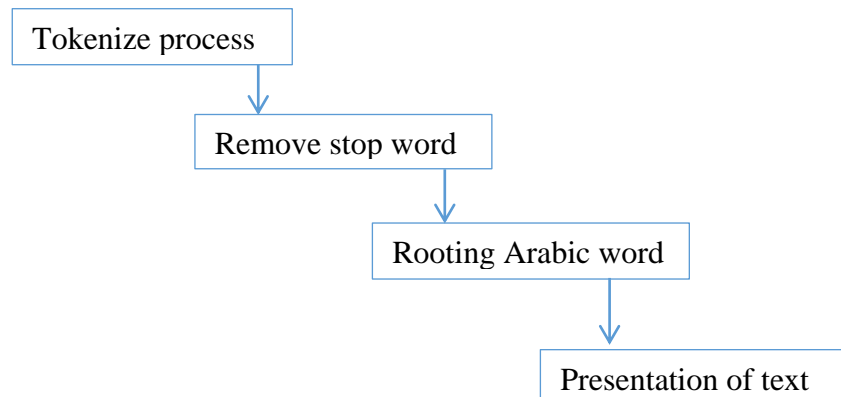 Tokenize process
Remove stop word
Rooting Arabic word
Presentation of text